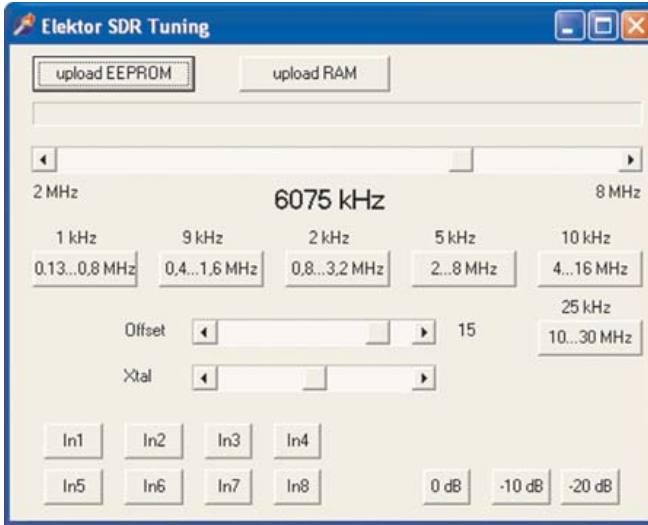 Elektor SDR Tuning
upload EEPROM upload RAM
2 MHz 6075 kHz 8 MHz
1 kHz 9 kHz 2 kHz 5 kHz 10 kHz
0.13...0,8 MHz 0,4...1,6 MHz 0,8...3,2 MHz 2...8 MHz 4...16 MHz
25 kHz
Offset 15 10...30 MHz
Xtal
In1 In2 In3 In4
In5 In6 In7 In8 0 dB -10 dB -20 dB